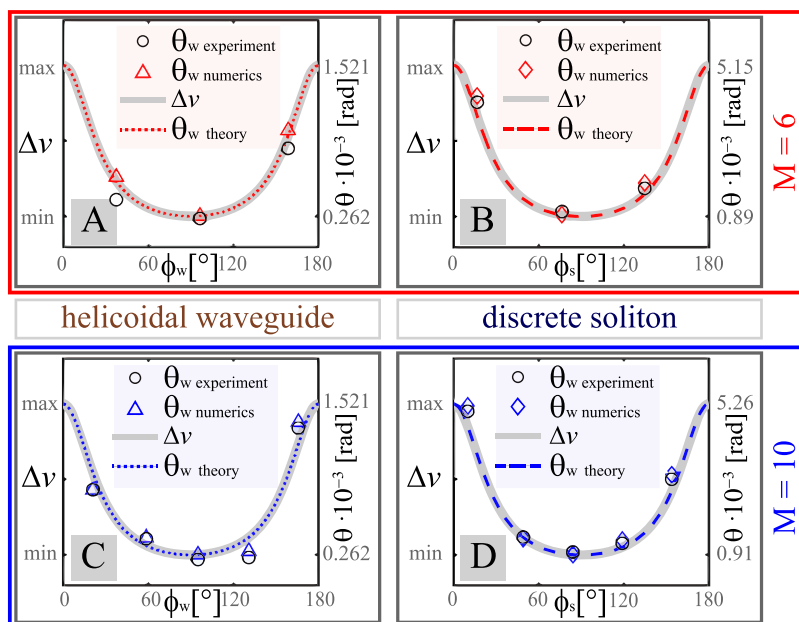 θw experiment
θw numerics
Δν
θw theory
max
Δν
min
1.521
θ ·10⁻³ [rad]
0.262
A
0
60
ϕw[°]
120
180
θw experiment
θw numerics
Δν
θw theory
max
Δν
min
5.15
θ ·10⁻³ [rad]
0.89
B
0
60
ϕs[°]
120
180
M = 6
helicoidal waveguide
discrete soliton
θw experiment
θw numerics
Δν
θw theory
max
Δν
min
1.521
θ ·10⁻³ [rad]
0.262
C
0
60
ϕw[°]
120
180
θw experiment
θw numerics
Δν
θw theory
max
Δν
min
5.26
θ ·10⁻³ [rad]
0.91
D
0
60
ϕs[°]
120
180
M = 10